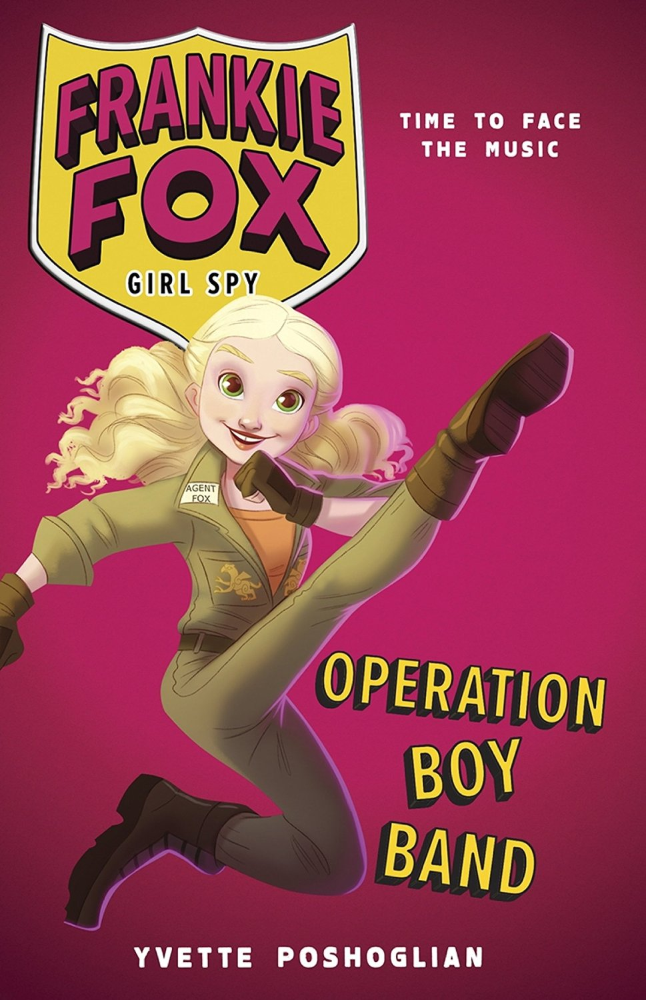 FRANKIE
FOX
GIRL SPY
TIME TO FACE
THE MUSIC
AGENT
FOX
OPERATION
BOY
BAND
YVETTE POSHOGLIAN